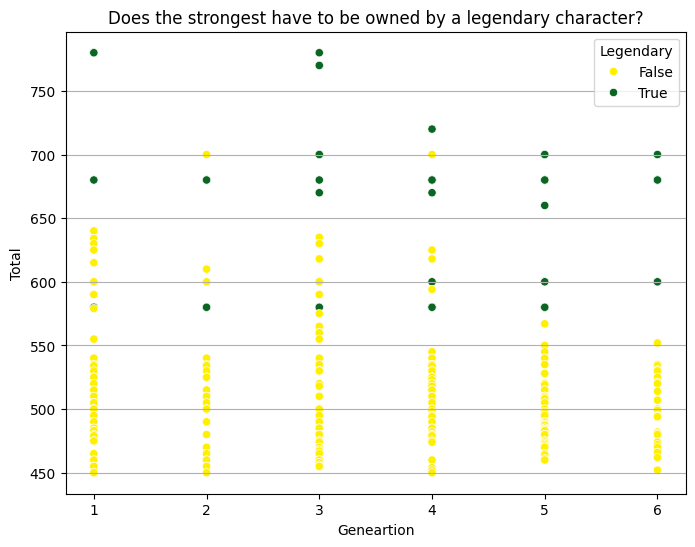 Does the strongest have to be owned by a legendary character?
Legendary
False
True
750
700
650
600
550
500
450
Total
1 2 3 4 5 6
Geneartion